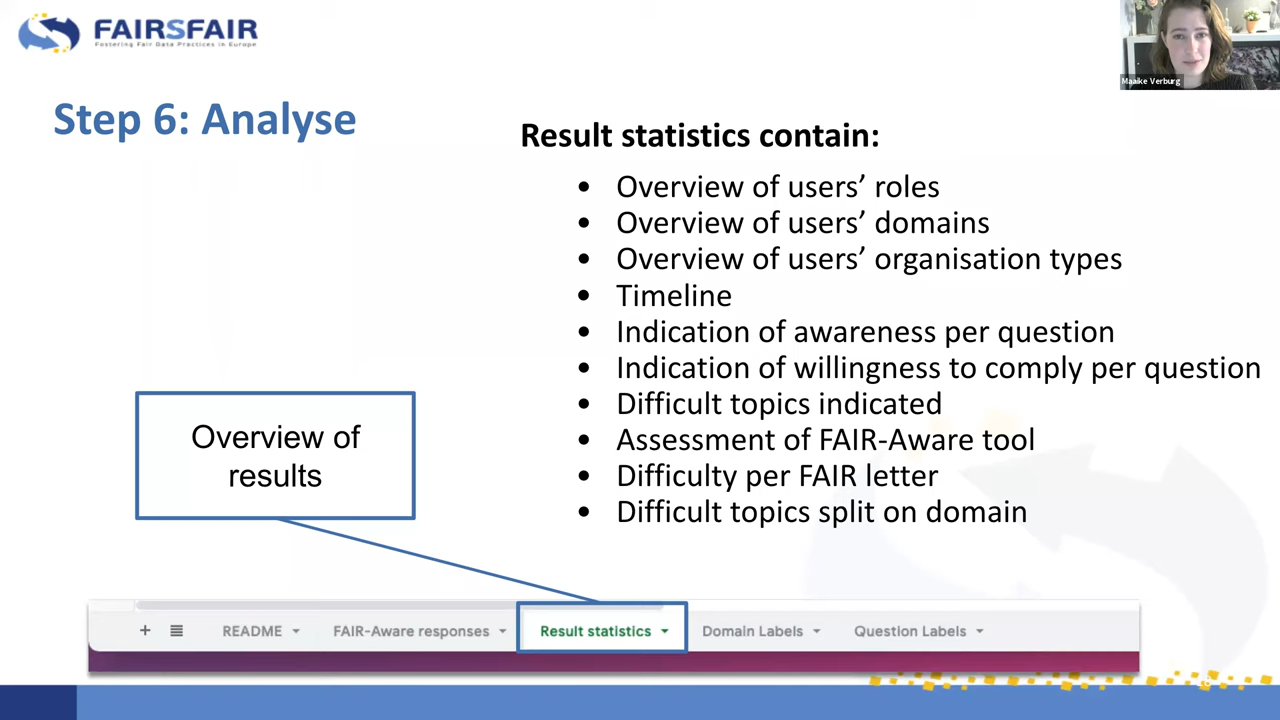 FAIRSFAIR
Fostering Fair Data Practices in Europe
Maaike Verburg
Step 6: Analyse
Result statistics contain:
• Overview of users’ roles
• Overview of users’ domains
• Overview of users’ organisation types
• Timeline
• Indication of awareness per question
• Indication of willingness to comply per question
• Difficult topics indicated
• Assessment of FAIR-Aware tool
• Difficulty per FAIR letter
• Difficult topics split on domain
Overview of
results
README FAIR-Aware responses Result statistics Domain Labels Question Labels